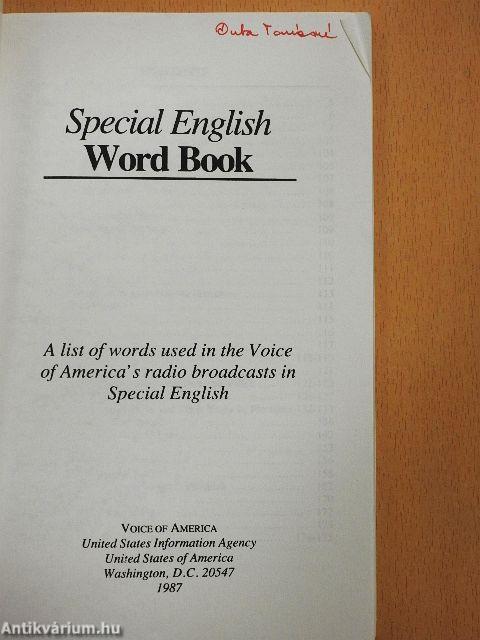 Special English
Word Book
A list of words used in the Voice
of America's radio broadcasts in
Special English
VOICE OF AMERICA
United States Information Agency
United States of America
Washington, D.C. 20547
1987
Antikvárium.hu